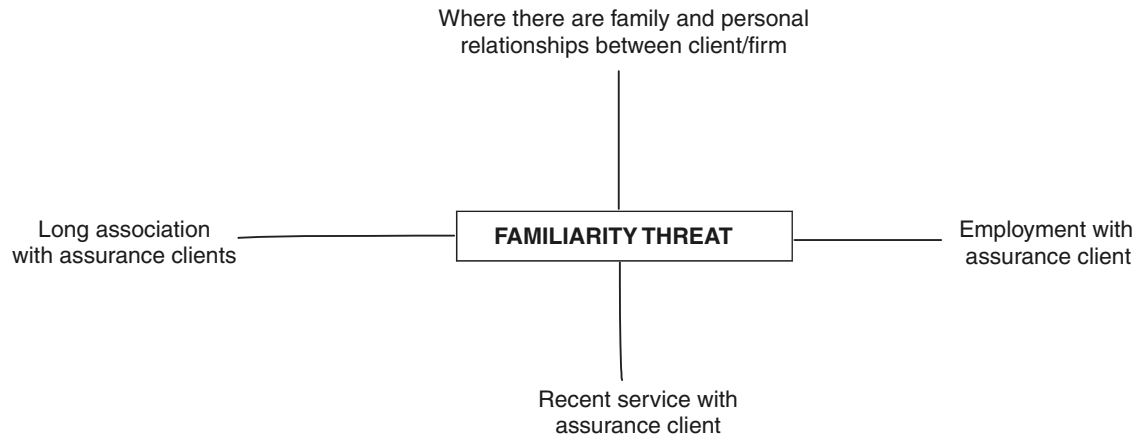 Where there are family and personal
relationships between client/firm
Long association
with assurance clients
FAMILIARITY THREAT
Employment with
assurance client
Recent service with
assurance client